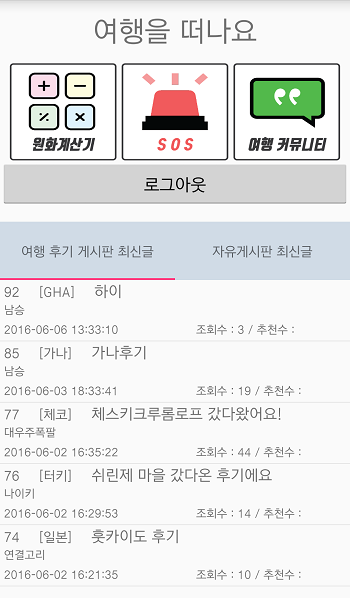 여행을 떠나요
원화계산기 SOS 여행 커뮤니티
로그아웃
여행 후기 게시판 최신글 자유게시판 최신글
92 [GHA] 하이
남승
2016-06-06 13:33:10 조회수 : 3 / 추천수 :
85 [가나] 가나후기
남승
2016-06-03 18:33:41 조회수 : 19 / 추천수 :
77 [체코] 체스키크루룸로프 갔다왔어요!
대우주폭팔
2016-06-02 16:35:22 조회수 : 44 / 추천수 :
76 [터키] 쉬린제 마을 갔다온 후기에요
나이키
2016-06-02 16:29:53 조회수 : 14 / 추천수 :
74 [일본] 훗카이도 후기
연결고리
2016-06-02 16:21:35 조회수 : 10 / 추천수 :